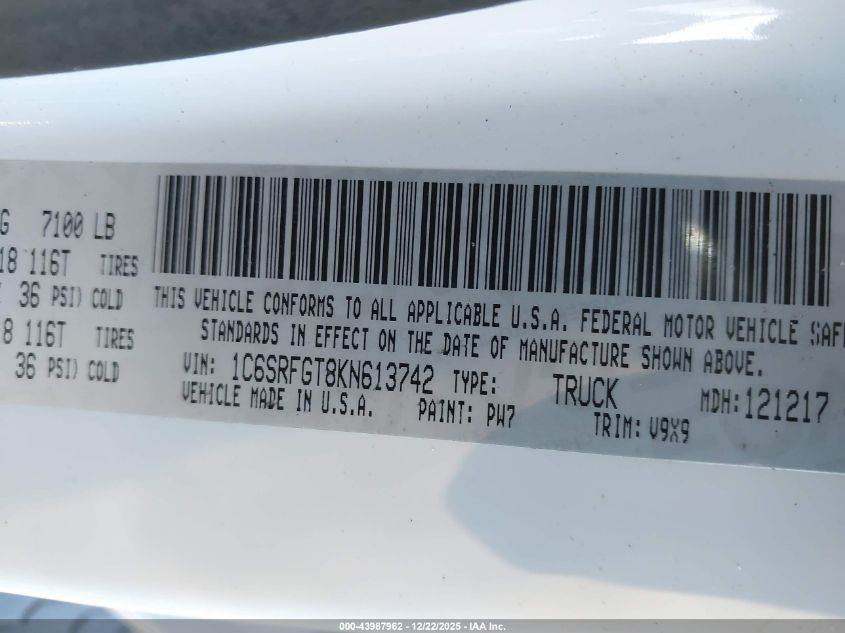 G 7100 LB
18 116T TIRES
36 PSI) COLD
8 116T TIRES
36 PSI) COLD
THIS VEHICLE CONFORMS TO ALL APPLICABLE U.S.A. FEDERAL MOTOR VEHICLE SAF
STANDARDS IN EFFECT ON THE DATE OF MANUFACTURE SHOWN ABOVE.
VIN: 1C6SRFGT8KN613742 TYPE: TRUCK MDH:121217
VEHICLE MADE IN U.S.A. PAINT: PW7 TRIM: V9X9
000-43987962 - 12/22/2025 - IAA Inc.